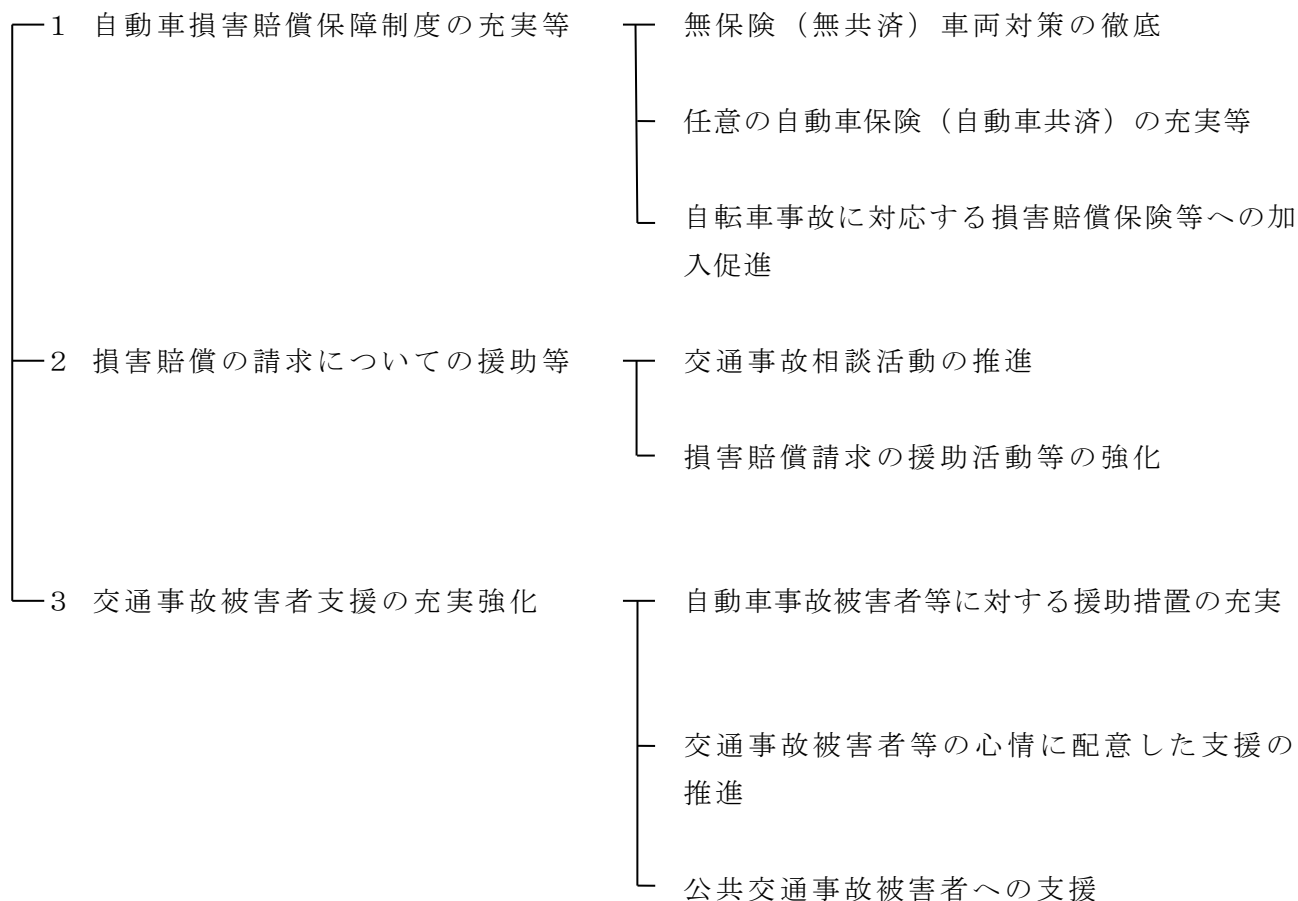 1 自動車損害賠償保障制度の充実等
無保険（無共済）車両対策の徹底
任意の自動車保険（自動車共済）の充実等
自転車事故に対応する損害賠償保険等への加
入促進
2 損害賠償の請求についての援助等
交通事故相談活動の推進
損害賠償請求の援助活動等の強化
3 交通事故被害者支援の充実強化
自動車事故被害者等に対する援助措置の充実
交通事故被害者等の心情に配意した支援の
推進
公共交通事故被害者への支援